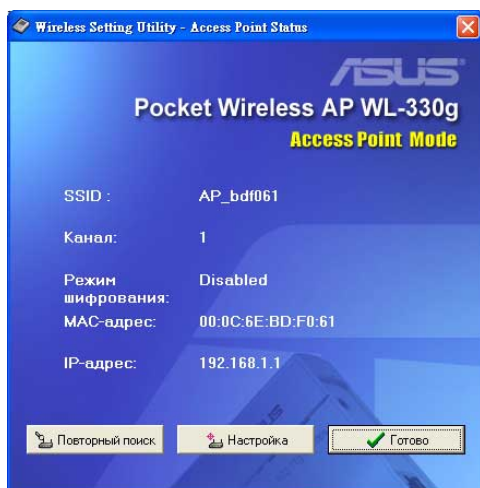 Wireless Setting Utility - Access Point Status
ASUS
Pocket Wireless AP WL-330g
Access Point Mode
SSID : AP_bdf061
Канал: 1
Режим шифрования: Disabled
MAC-адрес: 00:0C:6E:BD:F0:61
IP-адрес: 192.168.1.1
Повторный поиск
Настройка
Готово